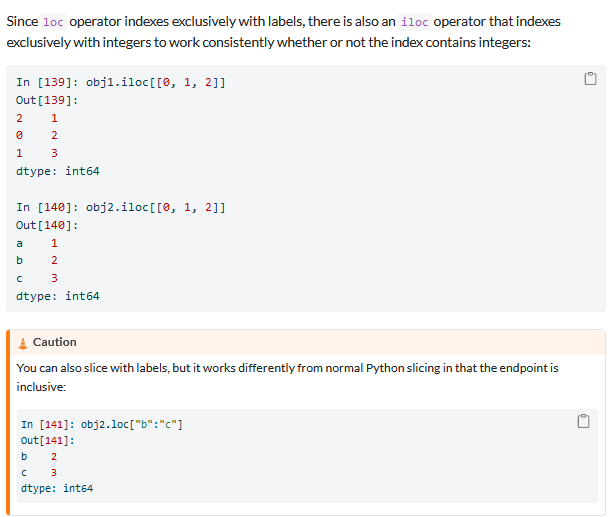 Since loc operator indexes exclusively with labels, there is also an iloc operator that indexes
exclusively with integers to work consistently whether or not the index contains integers:
In [139]: obj1.iloc[[0, 1, 2]]
Out[139]:
2    1
0    2
1    3
dtype: int64
In [140]: obj2.iloc[[0, 1, 2]]
Out[140]:
a    1
b    2
c    3
dtype: int64
Caution
You can also slice with labels, but it works differently from normal Python slicing in that the endpoint is
inclusive:
In [141]: obj2.loc["b":"c"]
Out[141]:
b    2
c    3
dtype: int64